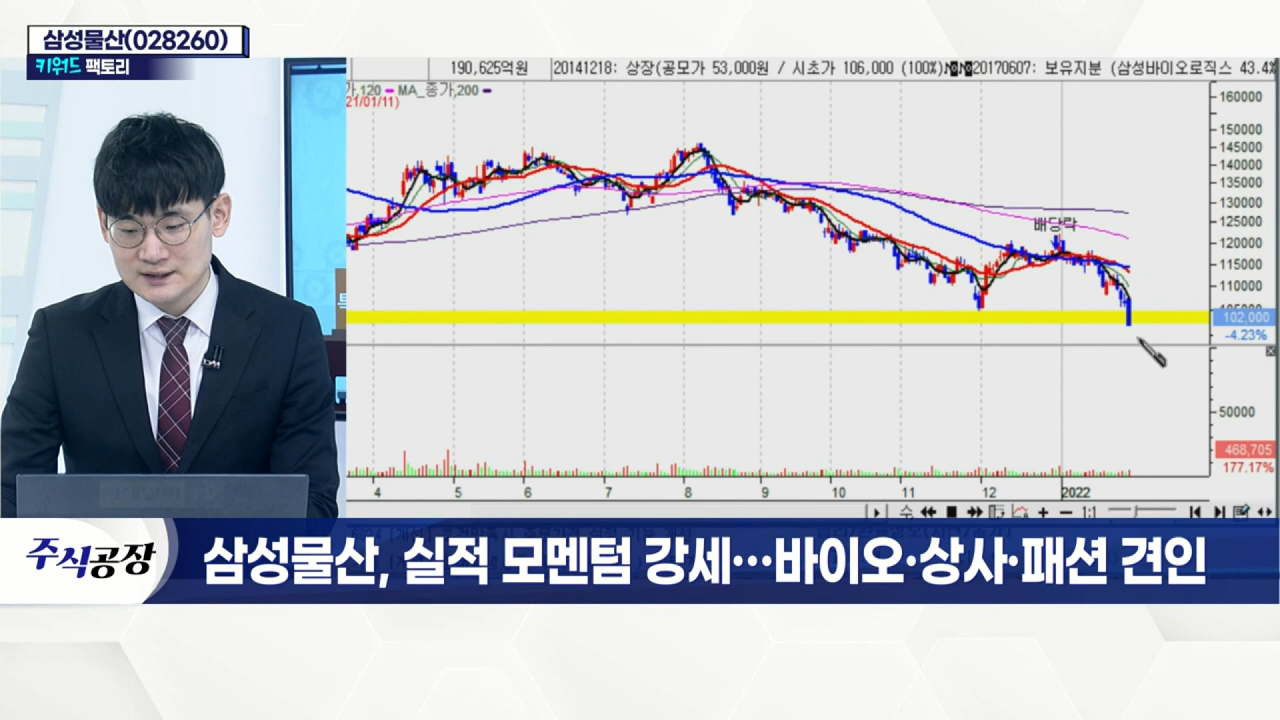 삼성물산(028260)
키워드 팩토리
190,625억원
20141218: 상장(공모가 53,000원 / 시초가 106,000 (100%)
20170607: 보유지분 (삼성바이오로직스 43.4%
가,120 MA_종가,200
21/01/11)
160000
150000
145000
140000
135000
130000
125000
배당락
120000
115000
110000
102,000
-4.23%
50000
468,705
177.17%
4 5 6 7 8 9 10 11 12 2022
1:1
주식공장
삼성물산, 실적 모멘텀 강세…바이오·상사·패션 견인